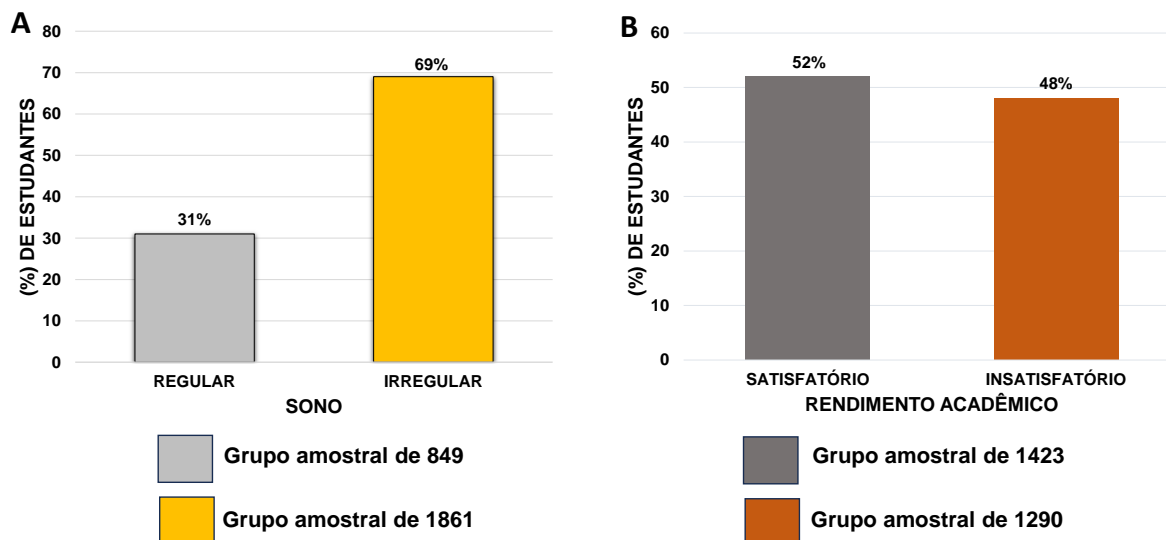 A
(%) DE ESTUDANTES
80
70
60
50
40
30
20
10
0
31%
69%
REGULAR
IRREGULAR
SONO
Grupo amostral de 849
Grupo amostral de 1861
B
(%) DE ESTUDANTES
60
50
40
30
20
10
0
52%
48%
SATISFATÓRIO
INSATISFATÓRIO
RENDIMENTO ACADÊMICO
Grupo amostral de 1423
Grupo amostral de 1290